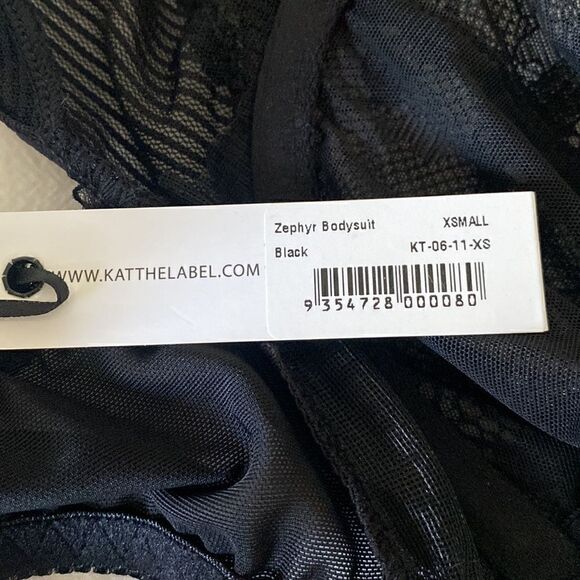 WWW.KATTHELABEL.COM
Zephyr Bodysuit XSMALL
Black KT-06-11-XS
9 354728 000080